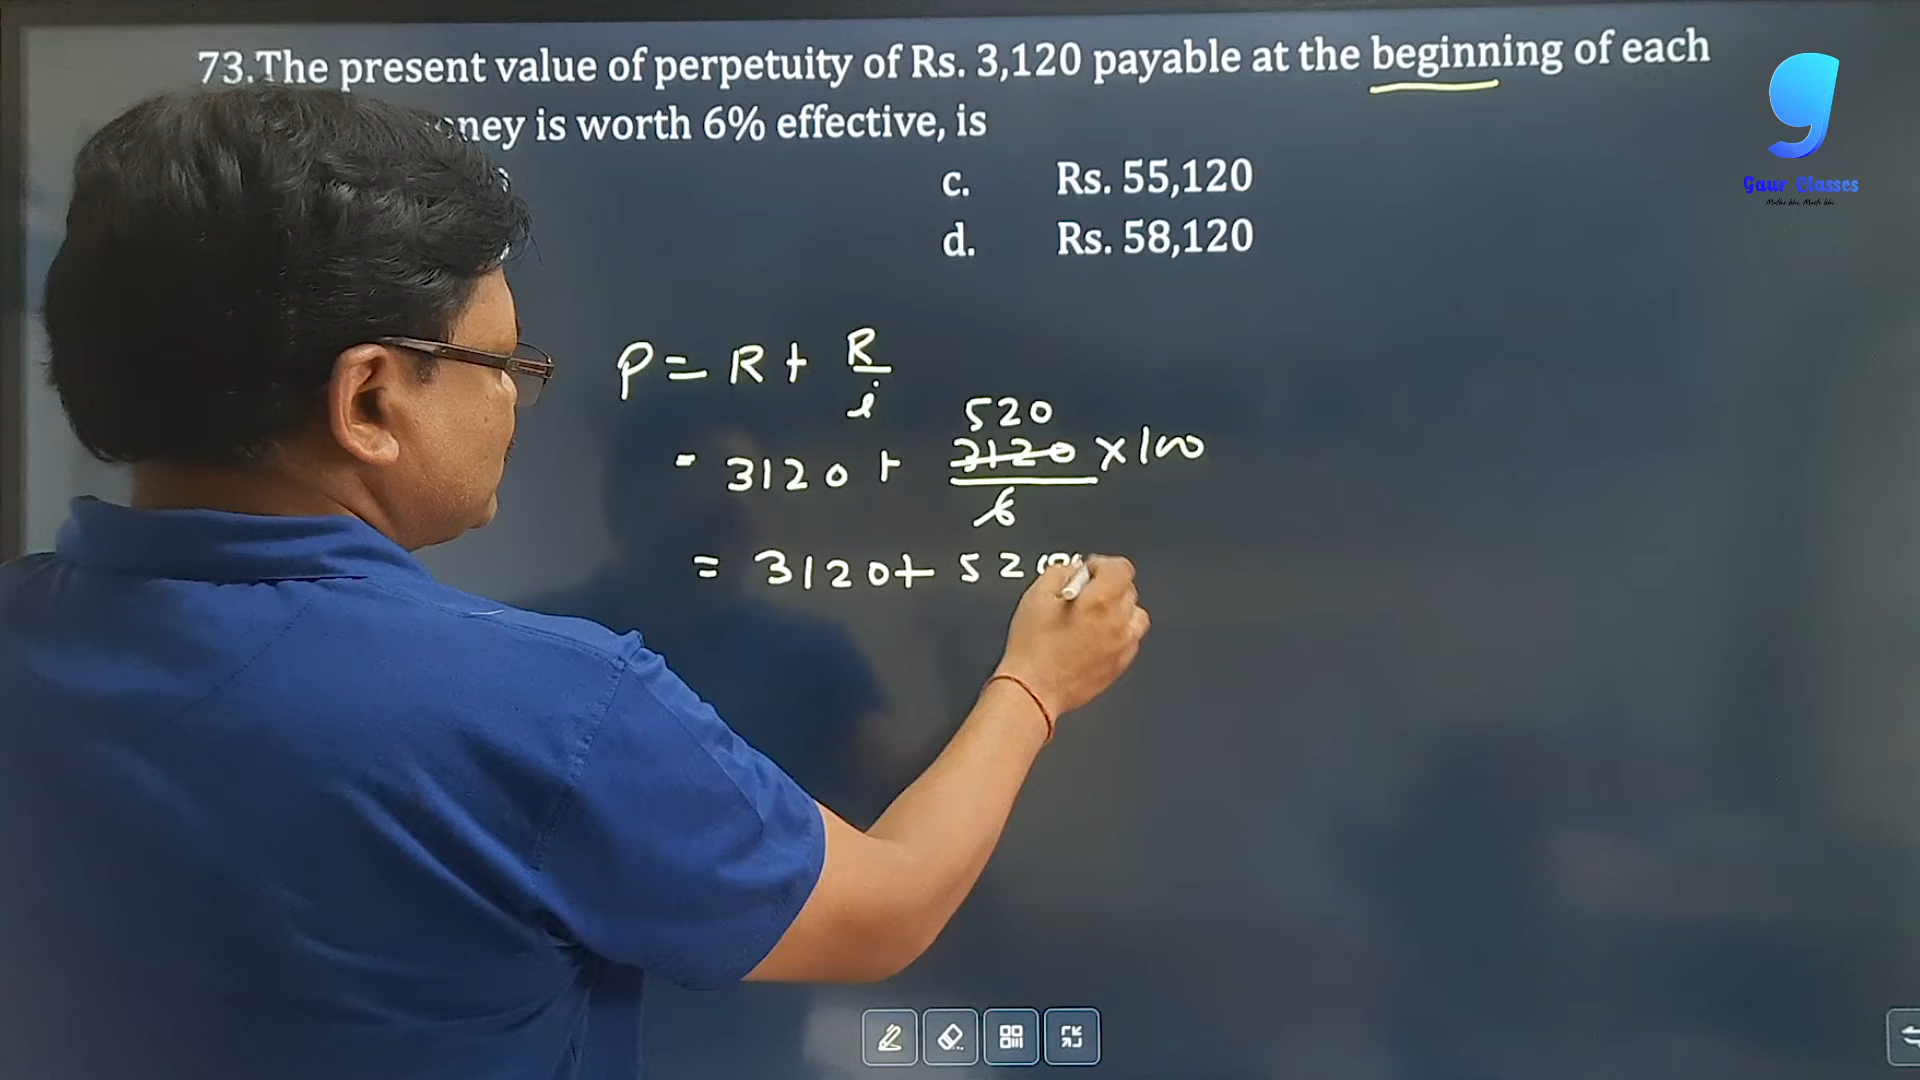 73.The present value of perpetuity of Rs. 3,120 payable at the beginning of each
is worth 6% effective, is
c. Rs. 55,120
d. Rs. 58,120
Gaur Classes
P = R + R/i
520
= 3120 + 3120/6 × 100
= 3120 + 52